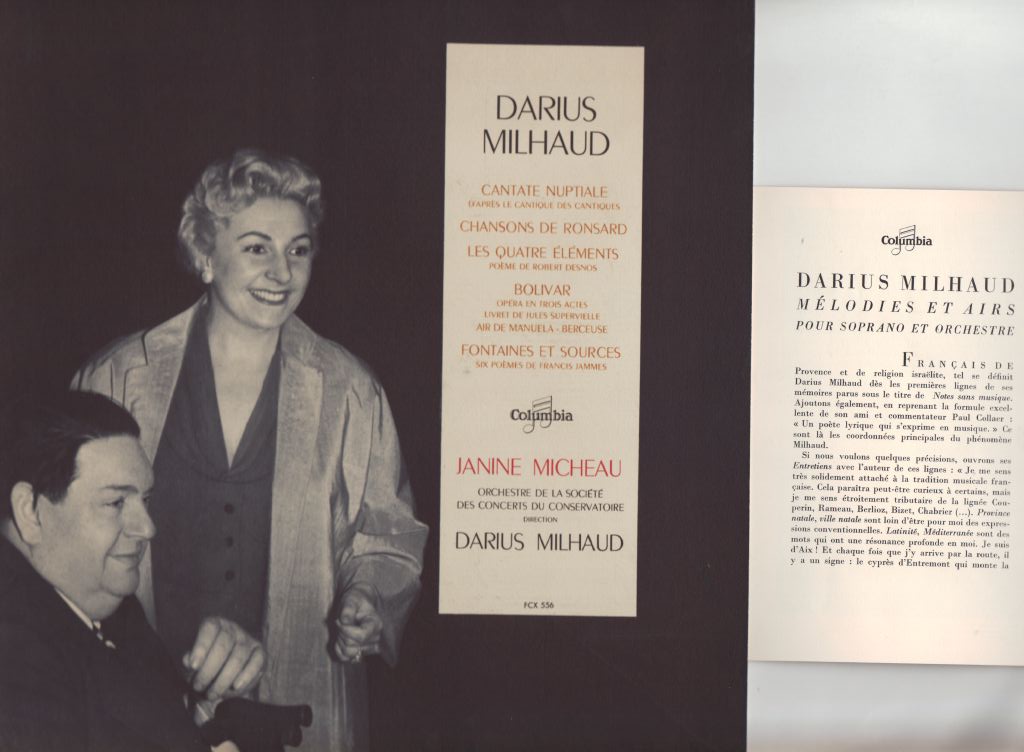 DARIUS
MILHAUD
CANTATE NUPTIALE
D'APRÈS LE CANTIQUE DES CANTIQUES
CHANSONS DE RONSARD
LES QUATRE ÉLÉMENTS
POÈME DE ROBERT DESNOS
BOLIVAR
OPÉRA EN TROIS ACTES
LIVRET DE JULES SUPERVIELLE
AIR DE MANUELA - BERCEUSE
FONTAINES ET SOURCES
SIX POÈMES DE FRANCIS JAMMES
Columbia
JANINE MICHEAU
ORCHESTRE DE LA SOCIÉTÉ
DES CONCERTS DU CONSERVATOIRE
DIRECTION
DARIUS MILHAUD
FCX 556
Columbia
DARIUS MILHAUD
MÉLODIES ET AIRS
POUR SOPRANO ET ORCHESTRE
FRANÇAIS DE
Provence et de religion israëlite, tel se définit
Darius Milhaud dès les premières lignes de ses
mémoires parus sous le titre de Notes sans musique.
Ajoutons également, en reprenant la formule excel-
lente de son ami et commentateur Paul Collaer :
« Un poète lyrique qui s'exprime en musique. » Ce
sont là les coordonnées principales du phénomène
Milhaud.
Si nous voulons quelques précisions, ouvrons ses
Entretiens avec l'auteur de ces lignes : « Je me sens
très solidement attaché à la tradition musicale fran-
çaise. Cela paraîtra peut-être curieux à certains, mais
je me sens étroitement tributaire de la lignée Cou-
perin, Rameau, Berlioz, Bizet, Chabrier (...). Province
natale, ville natale sont loin d'être pour moi des expres-
sions conventionnelles. Latinité, Méditerranée sont des
mots qui ont une résonance profonde en moi. Je suis
d'Aix ! Et chaque fois que j'y arrive par la route, il
y a un signe : le cyprès d'Entremont qui monte la